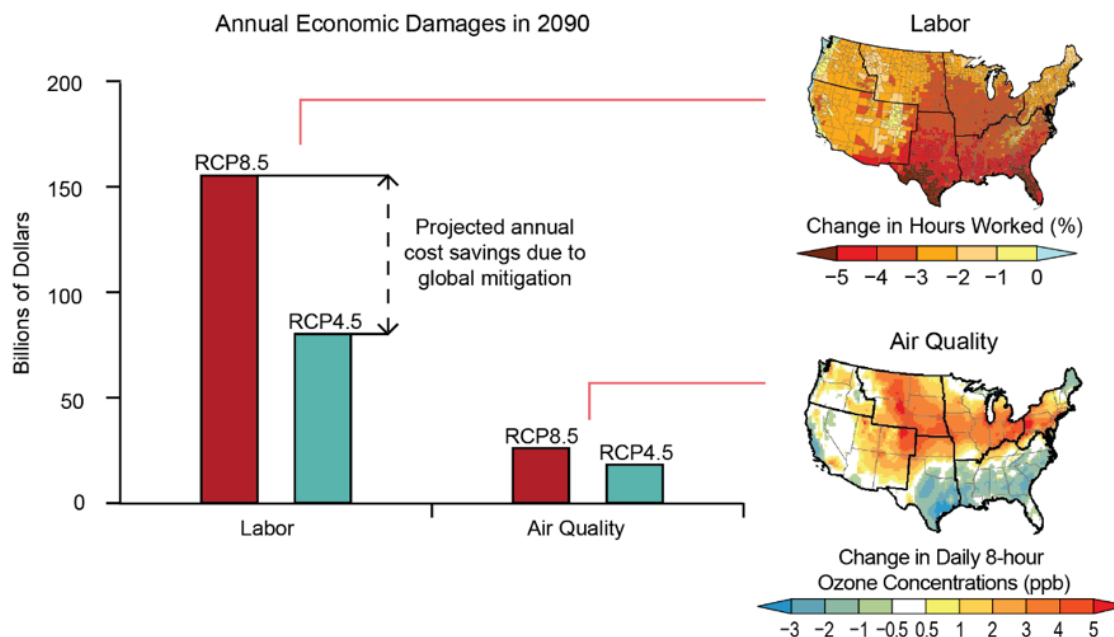 Annual Economic Damages in 2090
Billions of Dollars
200
150
100
50
0
RCP8.5
RCP4.5
Projected annual
cost savings due to
global mitigation
RCP8.5
RCP4.5
Labor
Air Quality
Labor
Change in Hours Worked (%)
−5 −4 −3 −2 −1 0
Air Quality
Change in Daily 8-hour
Ozone Concentrations (ppb)
−3 −2 −1 −0.5 0.5 1 2 3 4 5